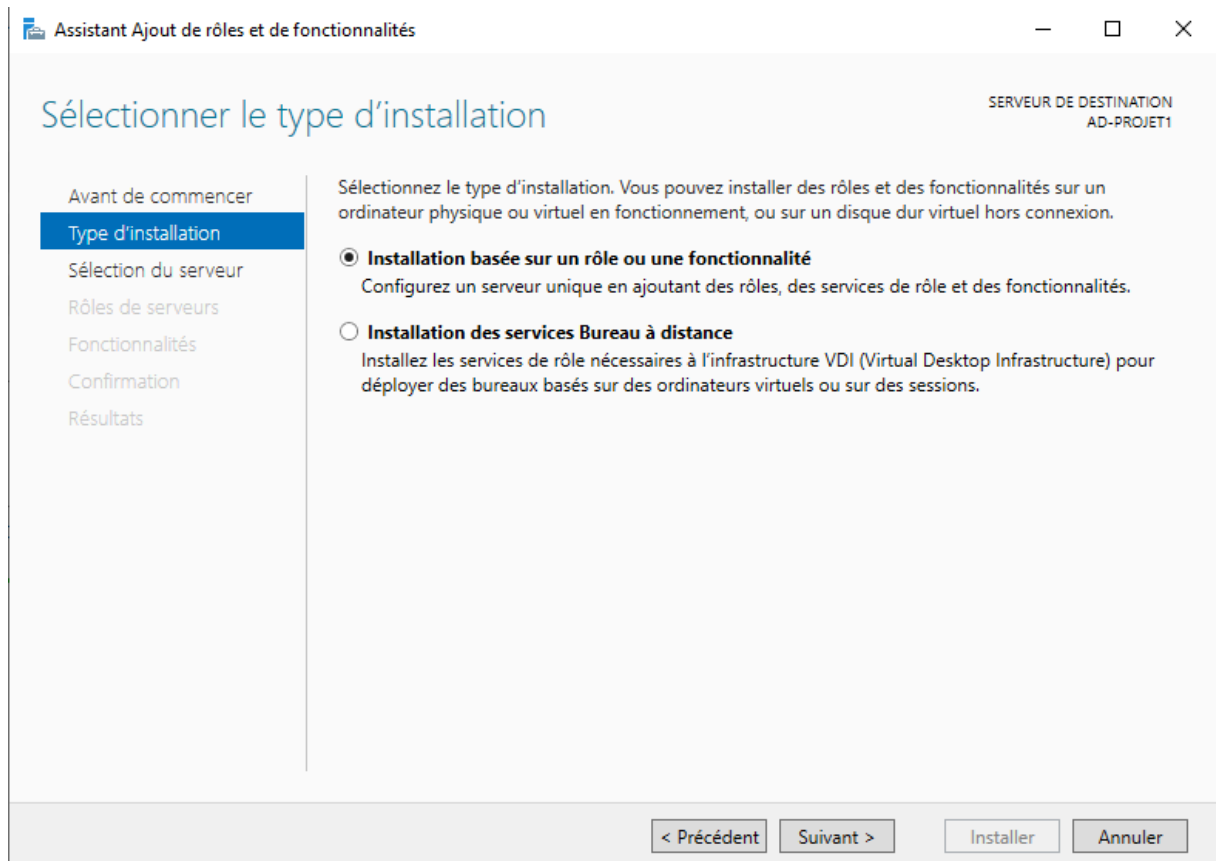 Assistant Ajout de rôles et de fonctionnalités
Sélectionner le type d’installation
SERVEUR DE DESTINATION
AD-PROJET1
Avant de commencer
Type d’installation
Sélection du serveur
Rôles de serveurs
Fonctionnalités
Confirmation
Résultats
Sélectionnez le type d’installation. Vous pouvez installer des rôles et des fonctionnalités sur un
ordinateur physique ou virtuel en fonctionnement, ou sur un disque dur virtuel hors connexion.
Installation basée sur un rôle ou une fonctionnalité
Configurez un serveur unique en ajoutant des rôles, des services de rôle et des fonctionnalités.
Installation des services Bureau à distance
Installez les services de rôle nécessaires à l’infrastructure VDI (Virtual Desktop Infrastructure) pour
déployer des bureaux basés sur des ordinateurs virtuels ou sur des sessions.
< Précédent Suivant > Installer Annuler